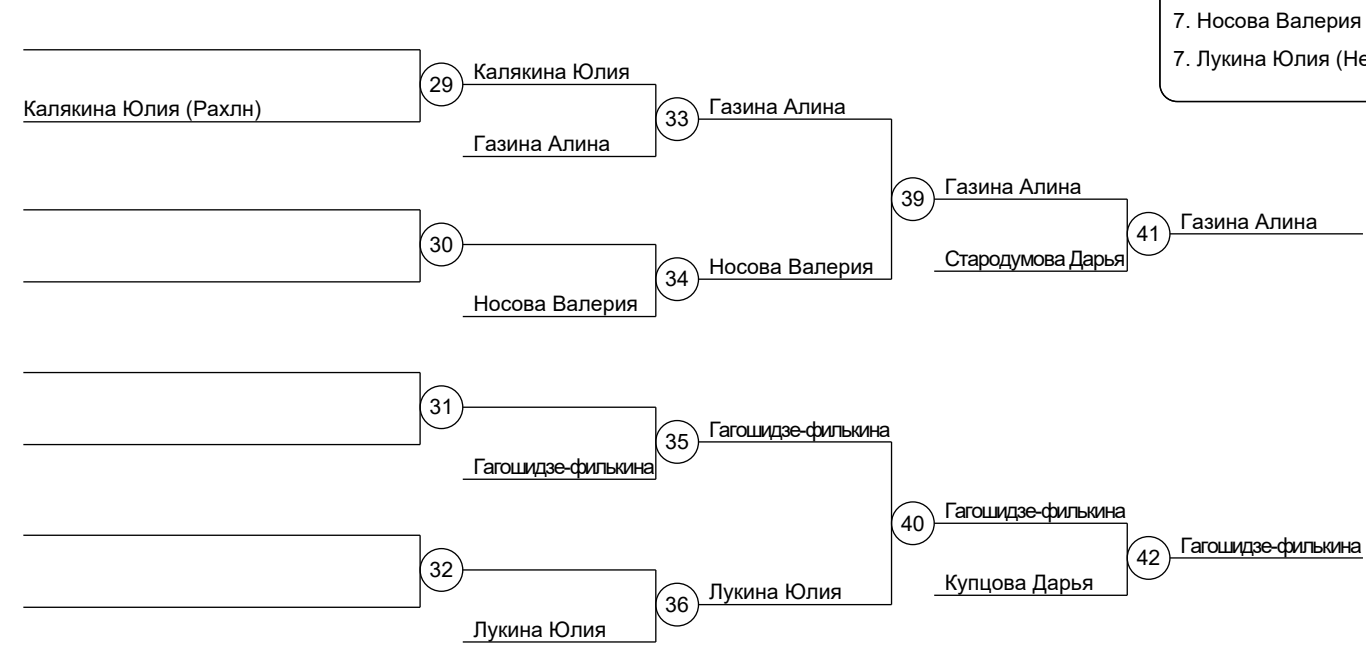 7. Носова Валерия
7. Лукина Юлия (Не
29
Калякина Юлия
Калякина Юлия (Рахлн)
33
Газина Алина
Газина Алина
39
Газина Алина
41
Газина Алина
30
Стародумова Дарья
34
Носова Валерия
Носова Валерия
31
35
Гагошидзе-филькина
Гагошидзе-филькина
40
Гагошидзе-филькина
42
Гагошидзе-филькина
32
Купцова Дарья
36
Лукина Юлия
Лукина Юлия